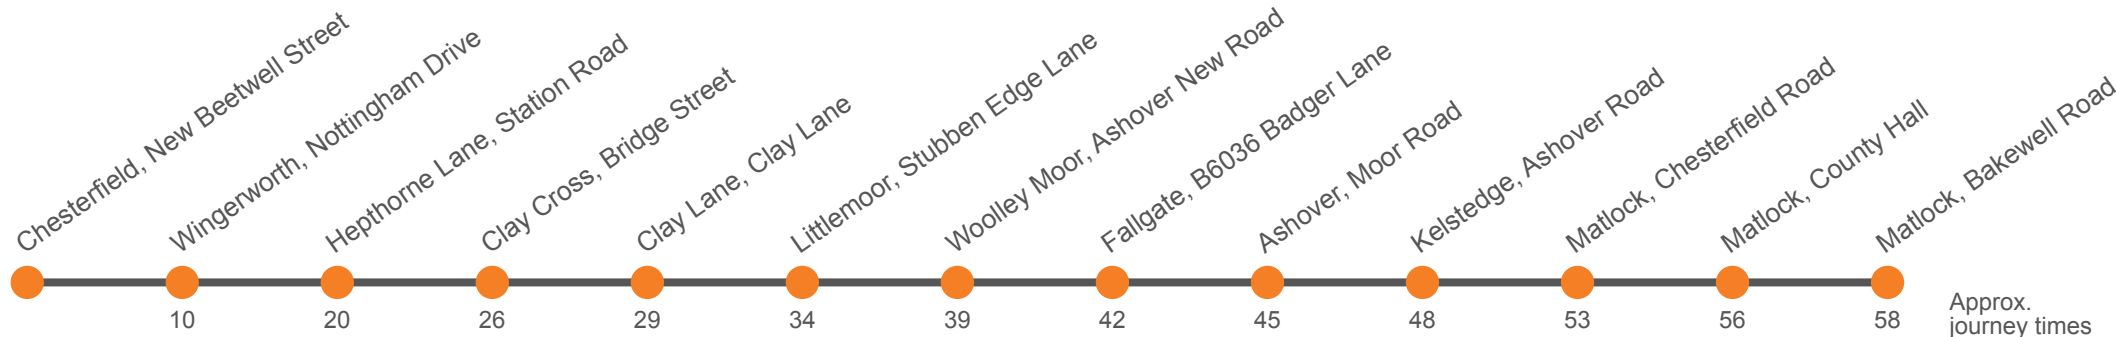 Chesterfield, New Beetwell Street
Wingerworth, Nottingham Drive
Hepthorne Lane, Station Road
Clay Cross, Bridge Street
Clay Lane, Clay Lane
Littlemoor, Stubben Edge Lane
Woolley Moor, Ashover New Road
Fallgate, B6036 Badger Lane
Ashover, Moor Road
Kelstedge, Ashover Road
Matlock, Chesterfield Road
Matlock, County Hall
Matlock, Bakewell Road
10 20 26 29 34 39 42 45 48 53 56 58
Approx.
journey times